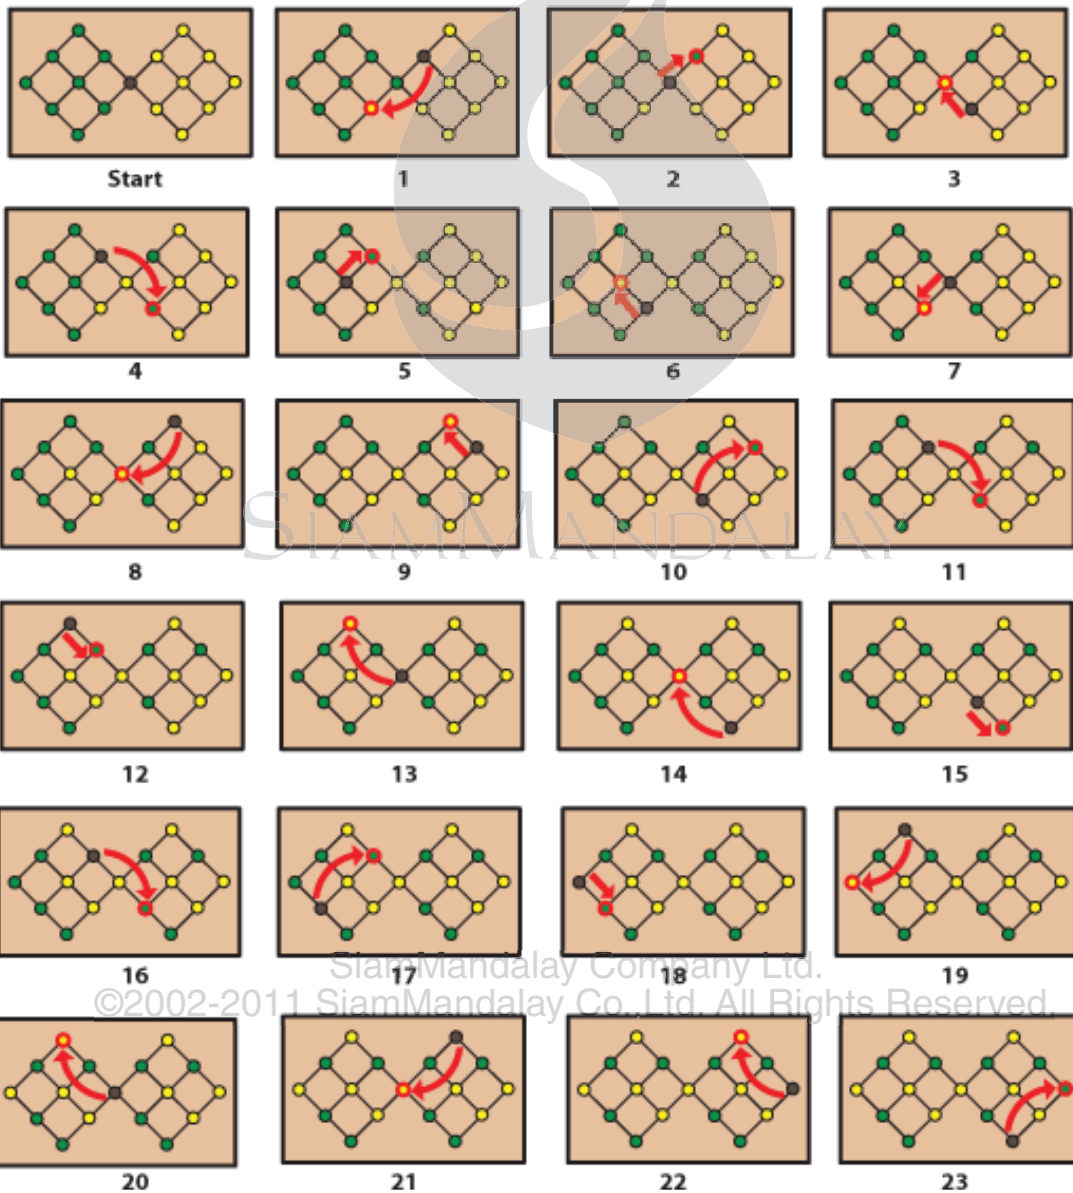 Start 1 2 3
4 5 6 7
SIAMMANDALAY
8 9 10 11
12 13 14 15
SiamMandalay Company Ltd.
16 17 18 19
©2002-2011 SiamMandalay Co., Ltd. All Rights Reserved.
20 21 22 23